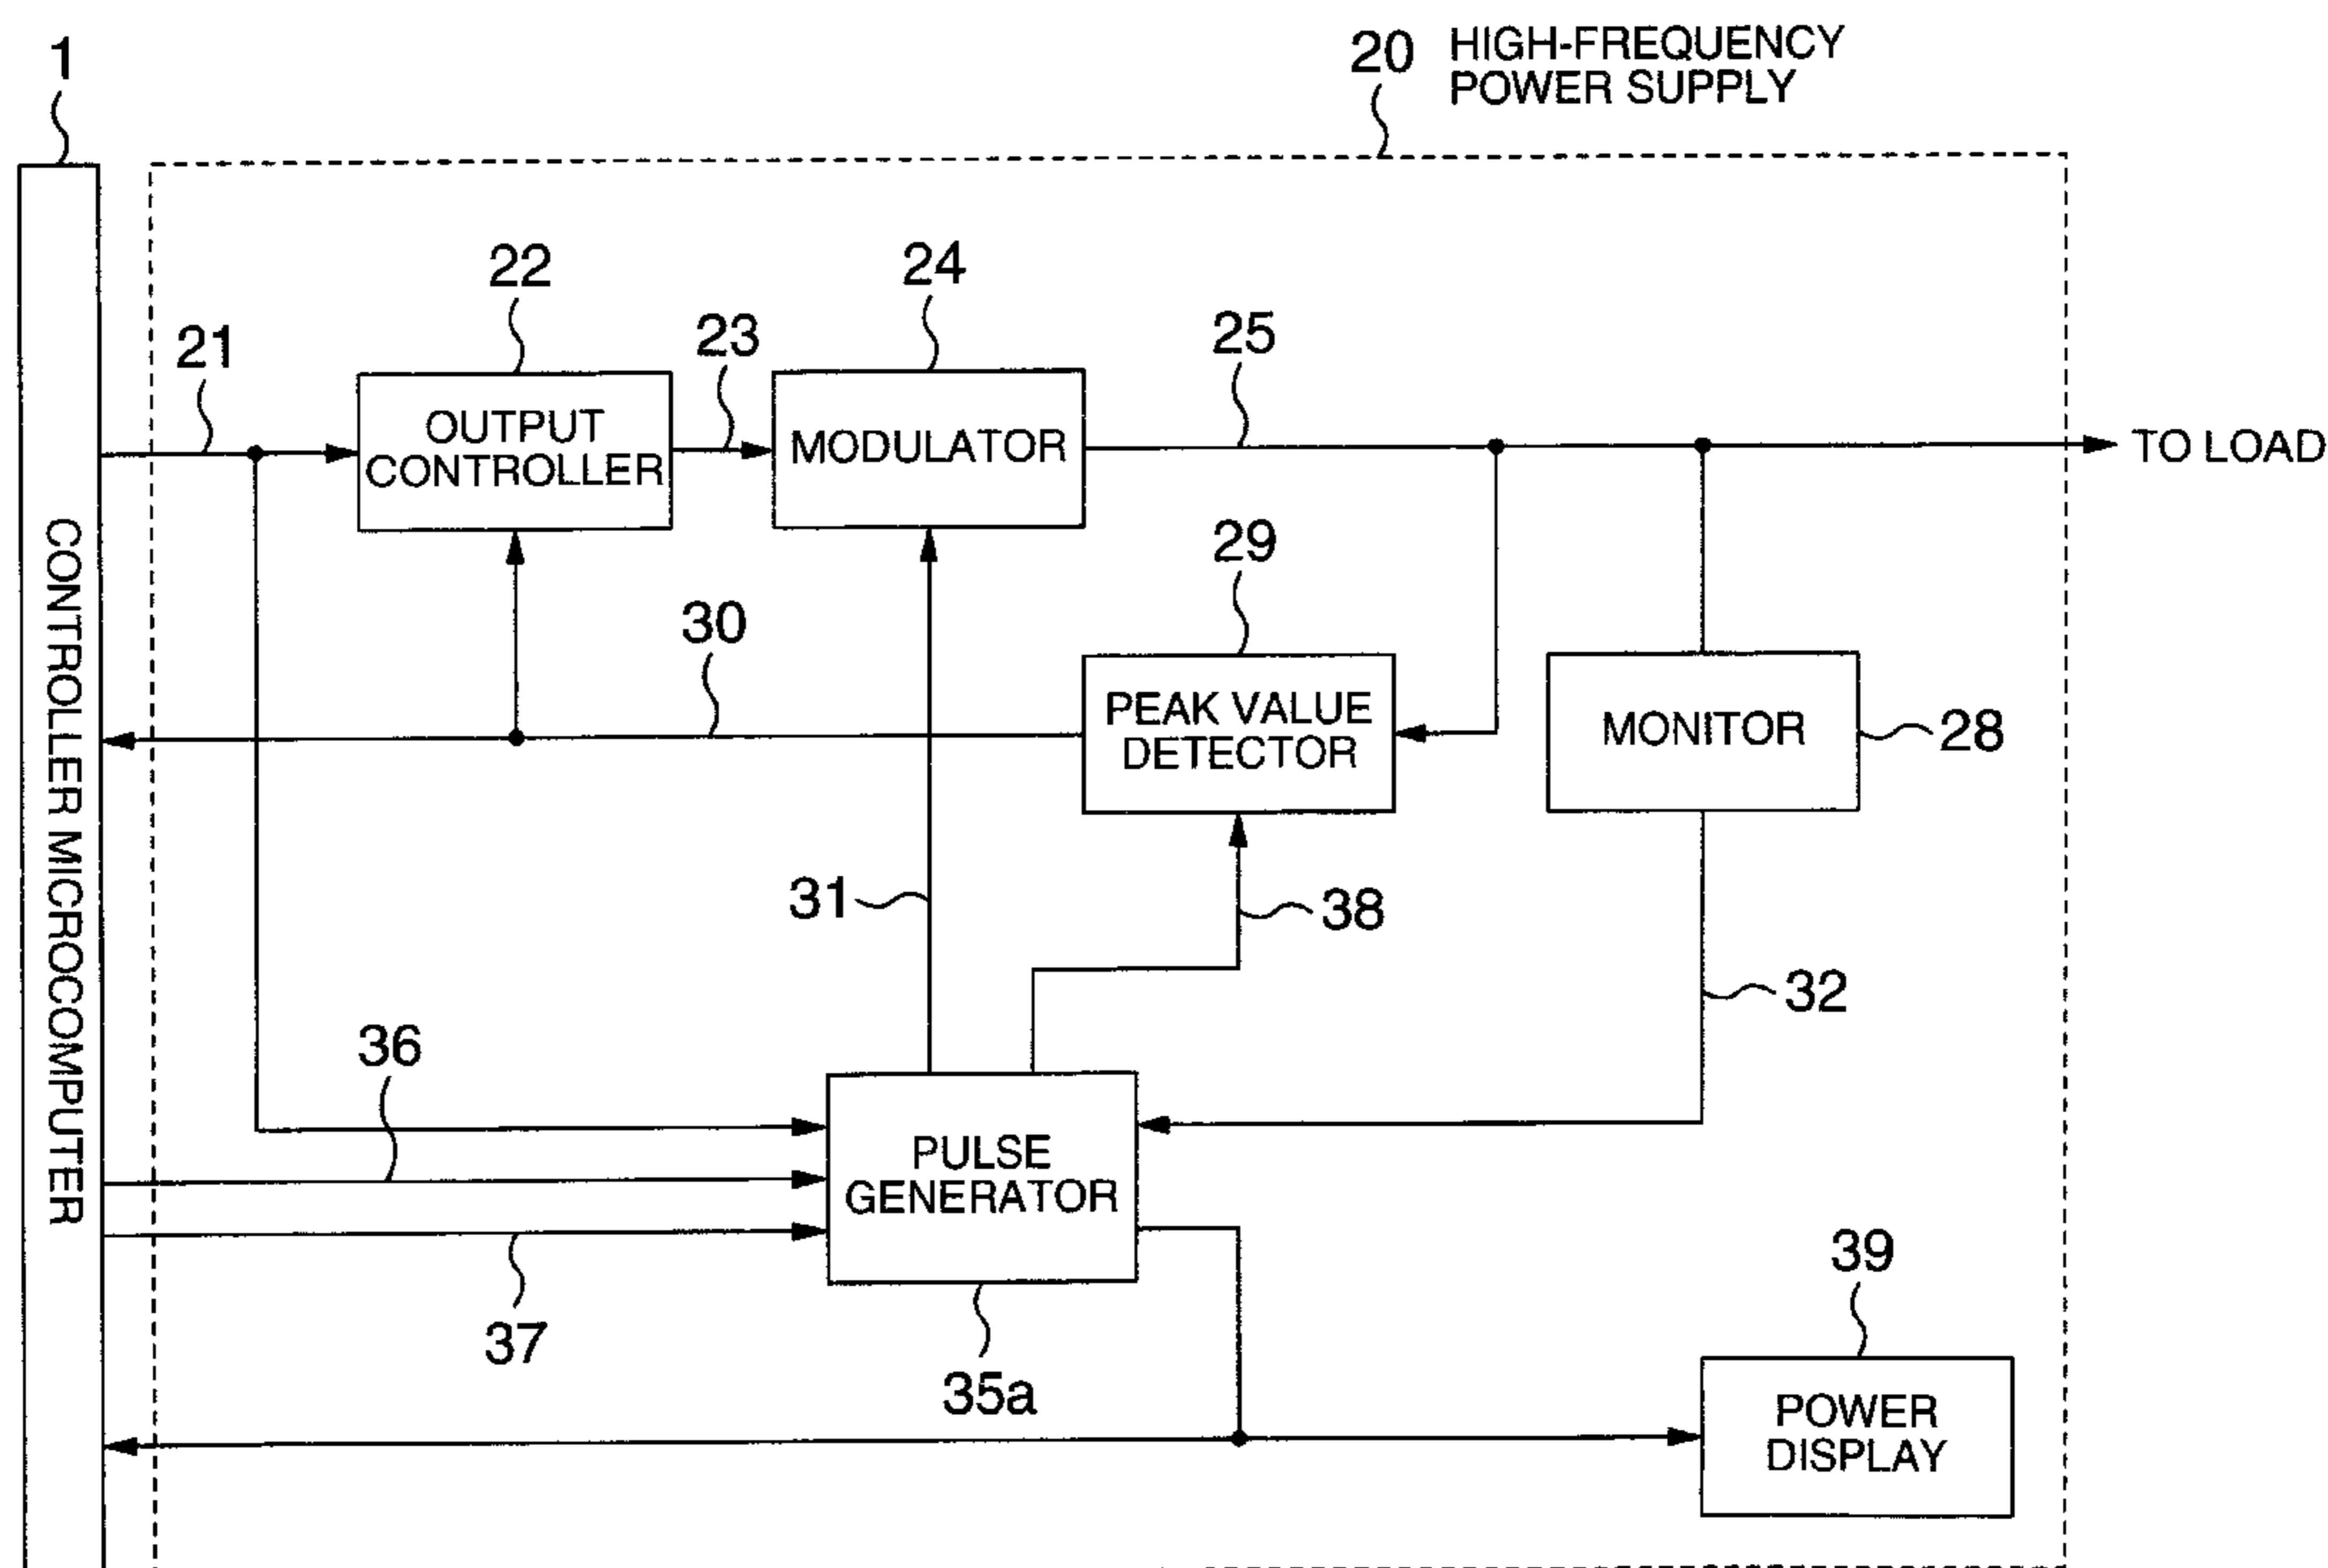 1
20 HIGH-FREQUENCY
POWER SUPPLY
22
24
21
23
25
OUTPUT
CONTROLLER
MODULATOR
TO LOAD
29
30
PEAK VALUE
DETECTOR
MONITOR
28
CONTROLLER MICROCOMPUTER
31
38
32
36
PULSE
GENERATOR
37
35a
39
POWER
DISPLAY